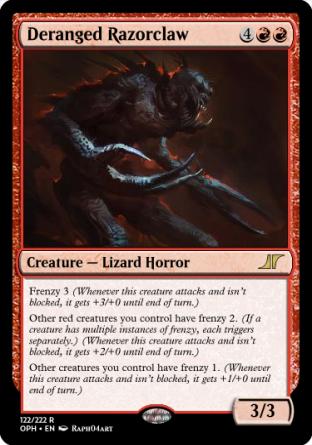 Deranged Razorclaw 4
Creature — Lizard Horror
Frenzy 3 (Whenever this creature attacks and isn't
blocked, it gets +3/+0 until end of turn.)
Other red creatures you control have frenzy 2. (If a
creature has multiple instances of frenzy, each triggers
separately.) (Whenever this creature attacks and isn't
blocked, it gets +2/+0 until end of turn.)
Other creatures you control have frenzy 1. (Whenever
this creature attacks and isn't blocked, it gets +1/+0 until
end of turn.)
3/3
122/222 R
OPH • EN Raph04art